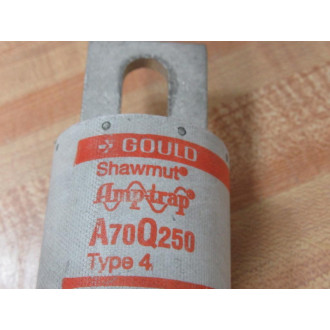 GOULD
Shawmut®
Amp-trap®
A70Q250
Type 4